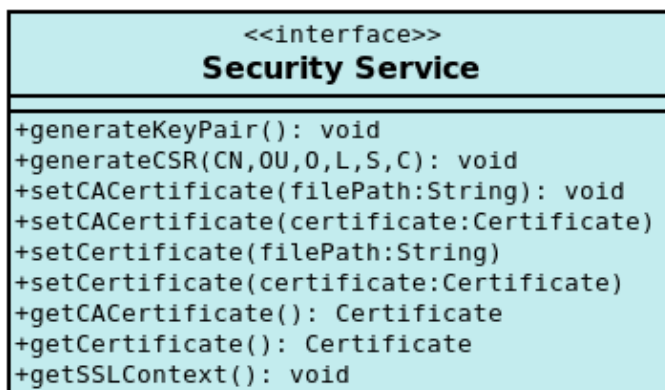 <<interface>>
Security Service
+generateKeyPair(): void
+generateCSR(CN,OU,O,L,S,C): void
+setCACertificate(filePath:String): void
+setCACertificate(certificate:Certificate)
+setCertificate(filePath:String)
+setCertificate(certificate:Certificate)
+getCACertificate(): Certificate
+getCertificate(): Certificate
+getSSLContext(): void